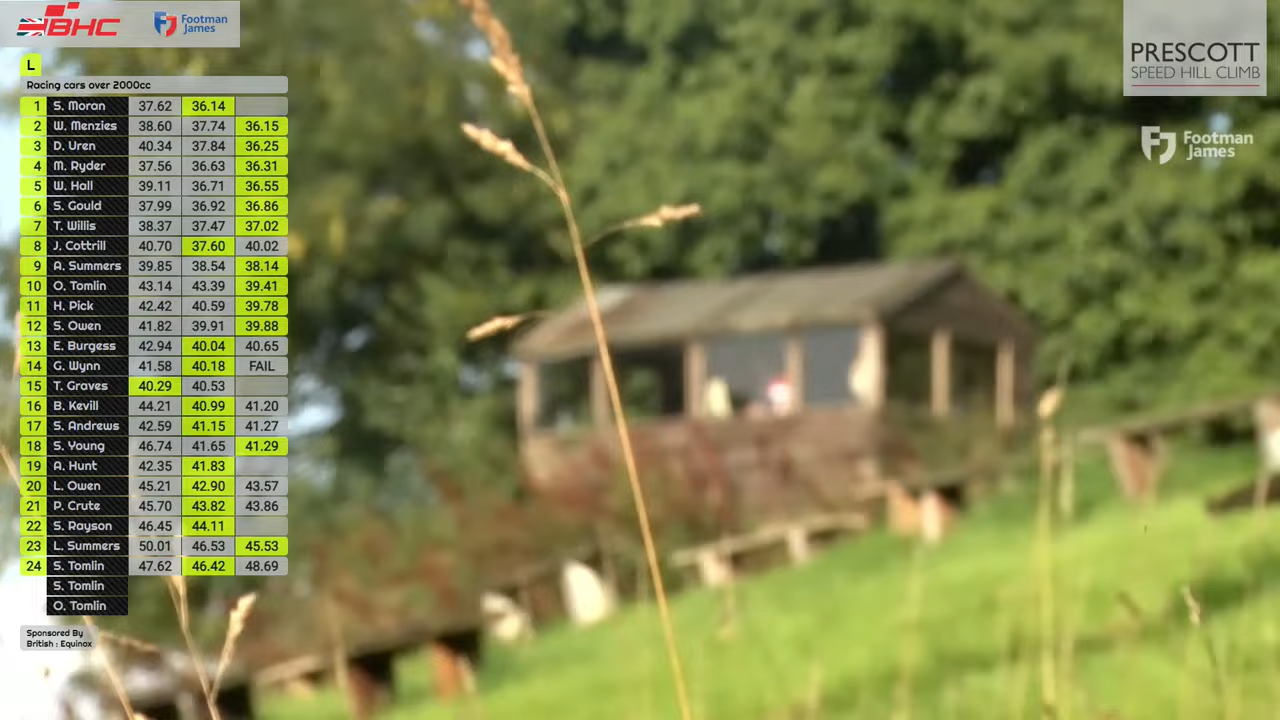 BHC
Footman
James
L
Racing cars over 2000cc
1 S. Moran 37.62 36.14
2 W. Menzies 38.60 37.74 36.15
3 D. Uren 40.34 37.84 36.25
4 M. Ryder 37.56 36.63 36.31
5 W. Hall 39.11 36.71 36.55
6 S. Gould 37.99 36.92 36.86
7 T. Willis 38.37 37.47 37.02
8 J. Cottrill 40.70 37.60 40.02
9 A. Summers 39.85 38.54 38.14
10 O. Tomlin 43.14 43.39 39.41
11 H. Pick 42.42 40.59 39.78
12 S. Owen 41.82 39.91 39.88
13 E. Burgess 42.94 40.04 40.65
14 G. Wynn 41.58 40.18 FAIL
15 T. Graves 40.29 40.53
16 B. Kevill 44.21 40.99 41.20
17 S. Andrews 42.59 41.15 41.27
18 S. Young 46.74 41.65 41.29
19 A. Hunt 42.35 41.83
20 L. Owen 45.21 42.90 43.57
21 P. Crute 45.70 43.82 43.86
22 S. Rayson 46.45 44.11
23 L. Summers 50.01 46.53 45.53
24 S. Tomlin 47.62 46.42 48.69
S. Tomlin
O. Tomlin
Sponsored By
British : Equinox
PRESCOTT
SPEED HILL CLIMB
Footman
James